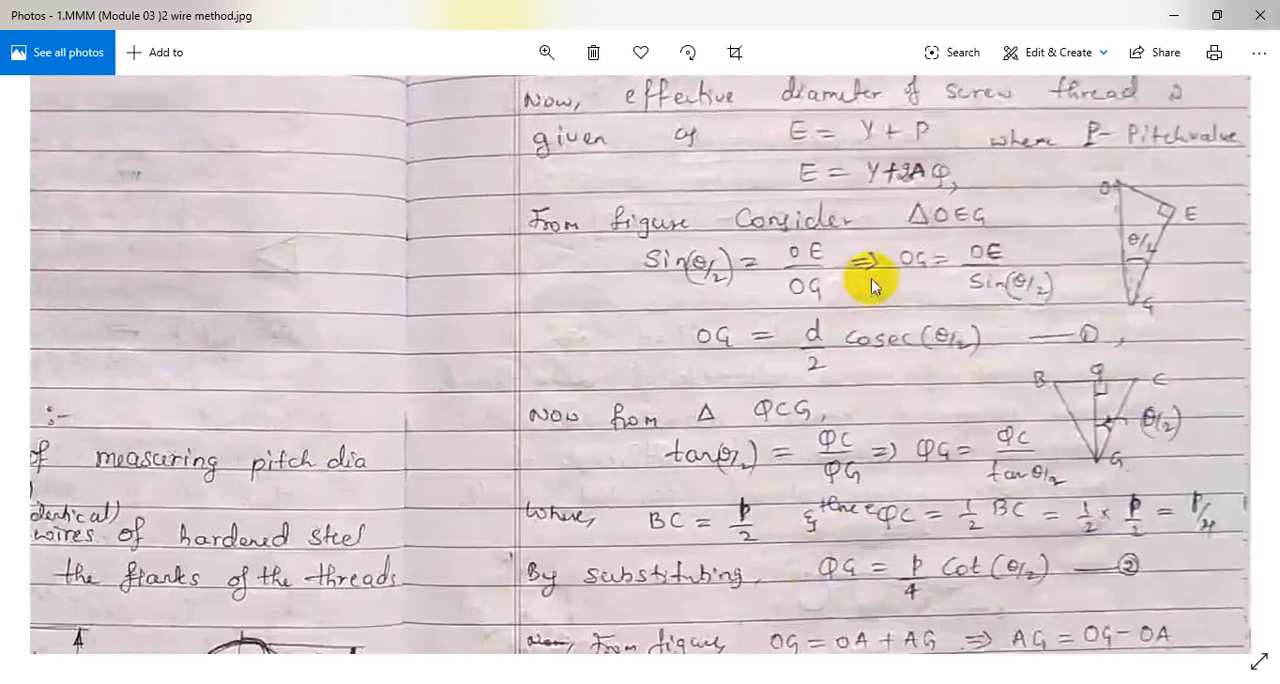 Photos - 1.MMM (Module 03 )2 wire method.jpg
See all photos
Add to
Search
Edit & Create
Share
Now, effective diameter of screw thread is
given as E = Y + P where P- Pitchvalue
E = Y+2AQ,
From figure Consider ΔOEG
Sin(θ/2) = OE/OG ⇒ OG = OE/Sin(θ/2)
O
E
θ/2
G
OG = d/2 cosec(θ/2) — ①,
Now from Δ QCG,
B
Q
C
(θ/2)
G
tan(θ/2) = QC/QG ⇒ QG = QC/tan θ/2
Where, BC = p/2 & thence QC = 1/2 BC = 1/2 × P/2 = P/4
By substituting, QG = p/4 Cot(θ/2) — ②
From figure, OG = OA + AG ⇒ AG = OG - OA
:-
of measuring pitch dia
dentical)
wires of hardened steel
the flanks of the threads
A